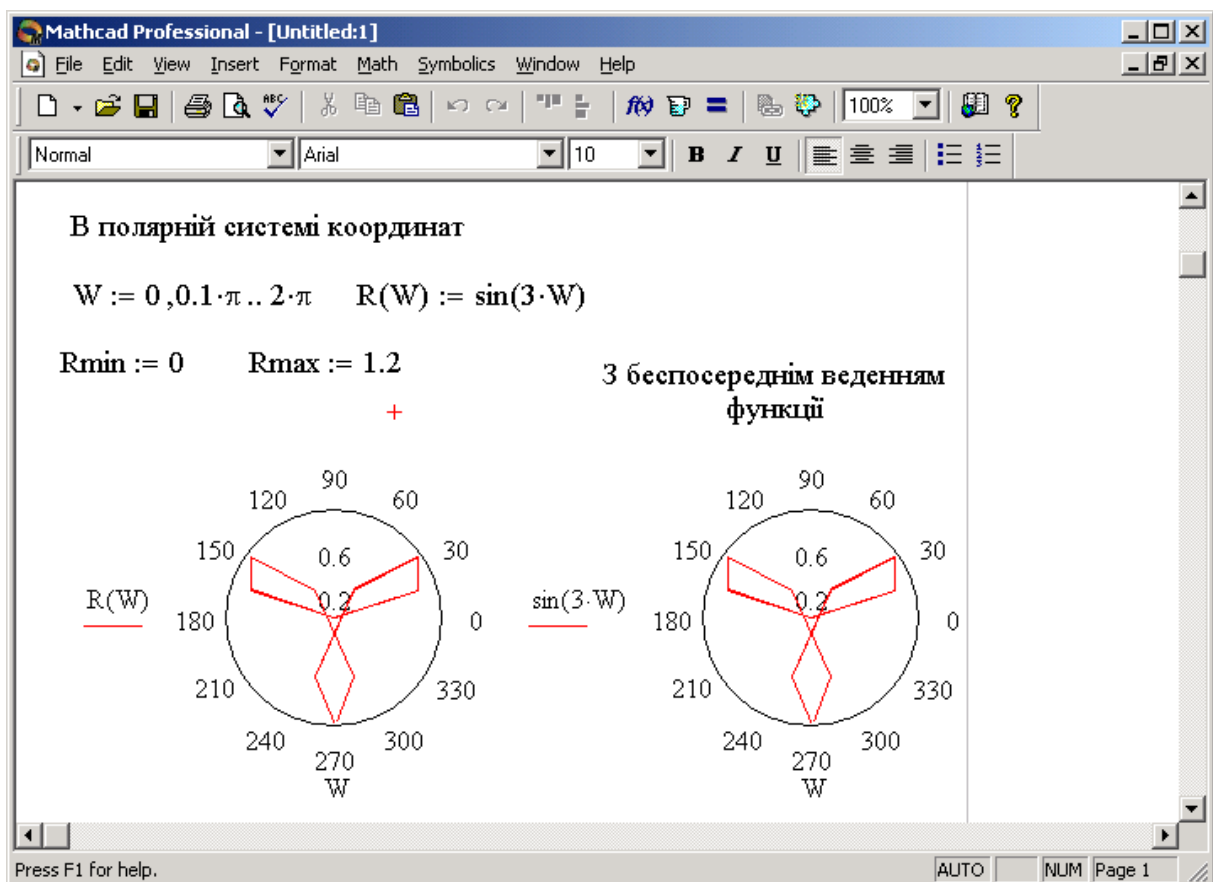 Mathcad Professional - [Untitled:1]
File Edit View Insert Format Math Symbolics Window Help
100%
Normal Arial 10 B I U
В полярній системі координат
W := 0 ,0.1·π .. 2·π R(W) := sin(3·W)
Rmin := 0 Rmax := 1.2
З беспосереднім веденням
функції
+
90 90
120 60 120 60
150 0.6 30 150 0.6 30
R(W) 0.2 sin(3·W) 0.2
180 0 180 0
210 330 210 330
240 300 240 300
270 270
W W
Press F1 for help. AUTO NUM Page 1